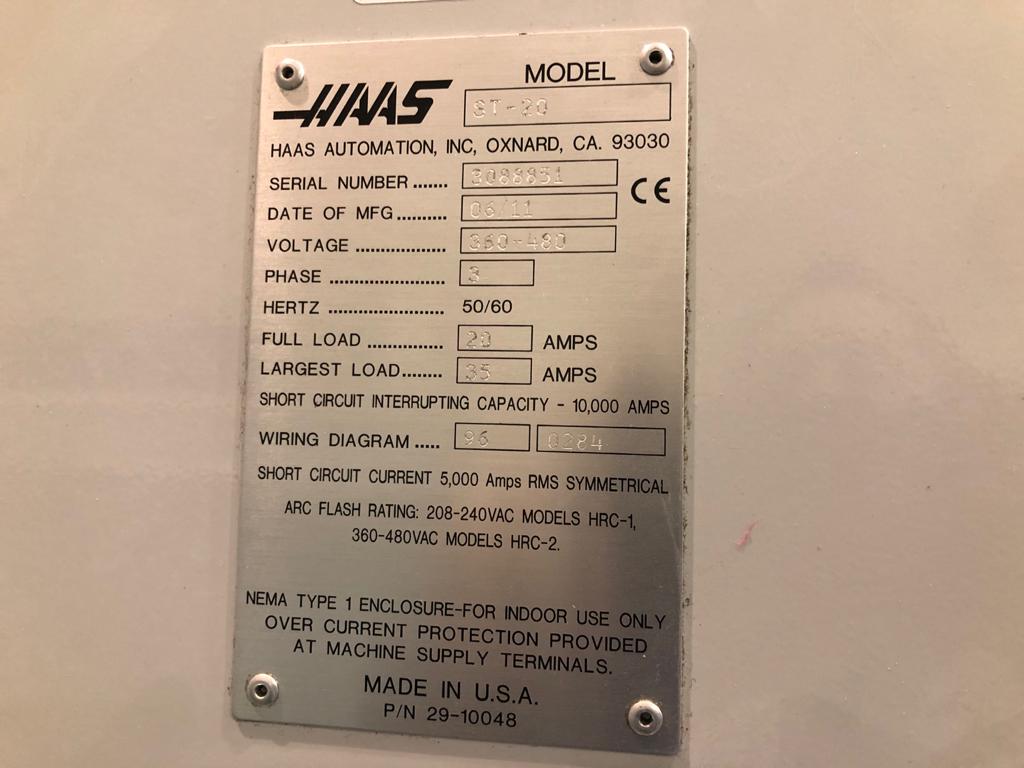 HAAS
MODEL
ST-20
HAAS AUTOMATION, INC, OXNARD, CA. 93030
SERIAL NUMBER ....... 3088831
CE
DATE OF MFG.......... 06/11
VOLTAGE .................. 360-480
PHASE ....................... 3
HERTZ ....................... 50/60
FULL LOAD ............... 20 AMPS
LARGEST LOAD........ 35 AMPS
SHORT CIRCUIT INTERRUPTING CAPACITY - 10,000 AMPS
WIRING DIAGRAM ..... 96 0284
SHORT CIRCUIT CURRENT 5,000 Amps RMS SYMMETRICAL
ARC FLASH RATING: 208-240VAC MODELS HRC-1,
360-480VAC MODELS HRC-2.
NEMA TYPE 1 ENCLOSURE-FOR INDOOR USE ONLY
OVER CURRENT PROTECTION PROVIDED
AT MACHINE SUPPLY TERMINALS.
MADE IN U.S.A.
P/N 29-10048